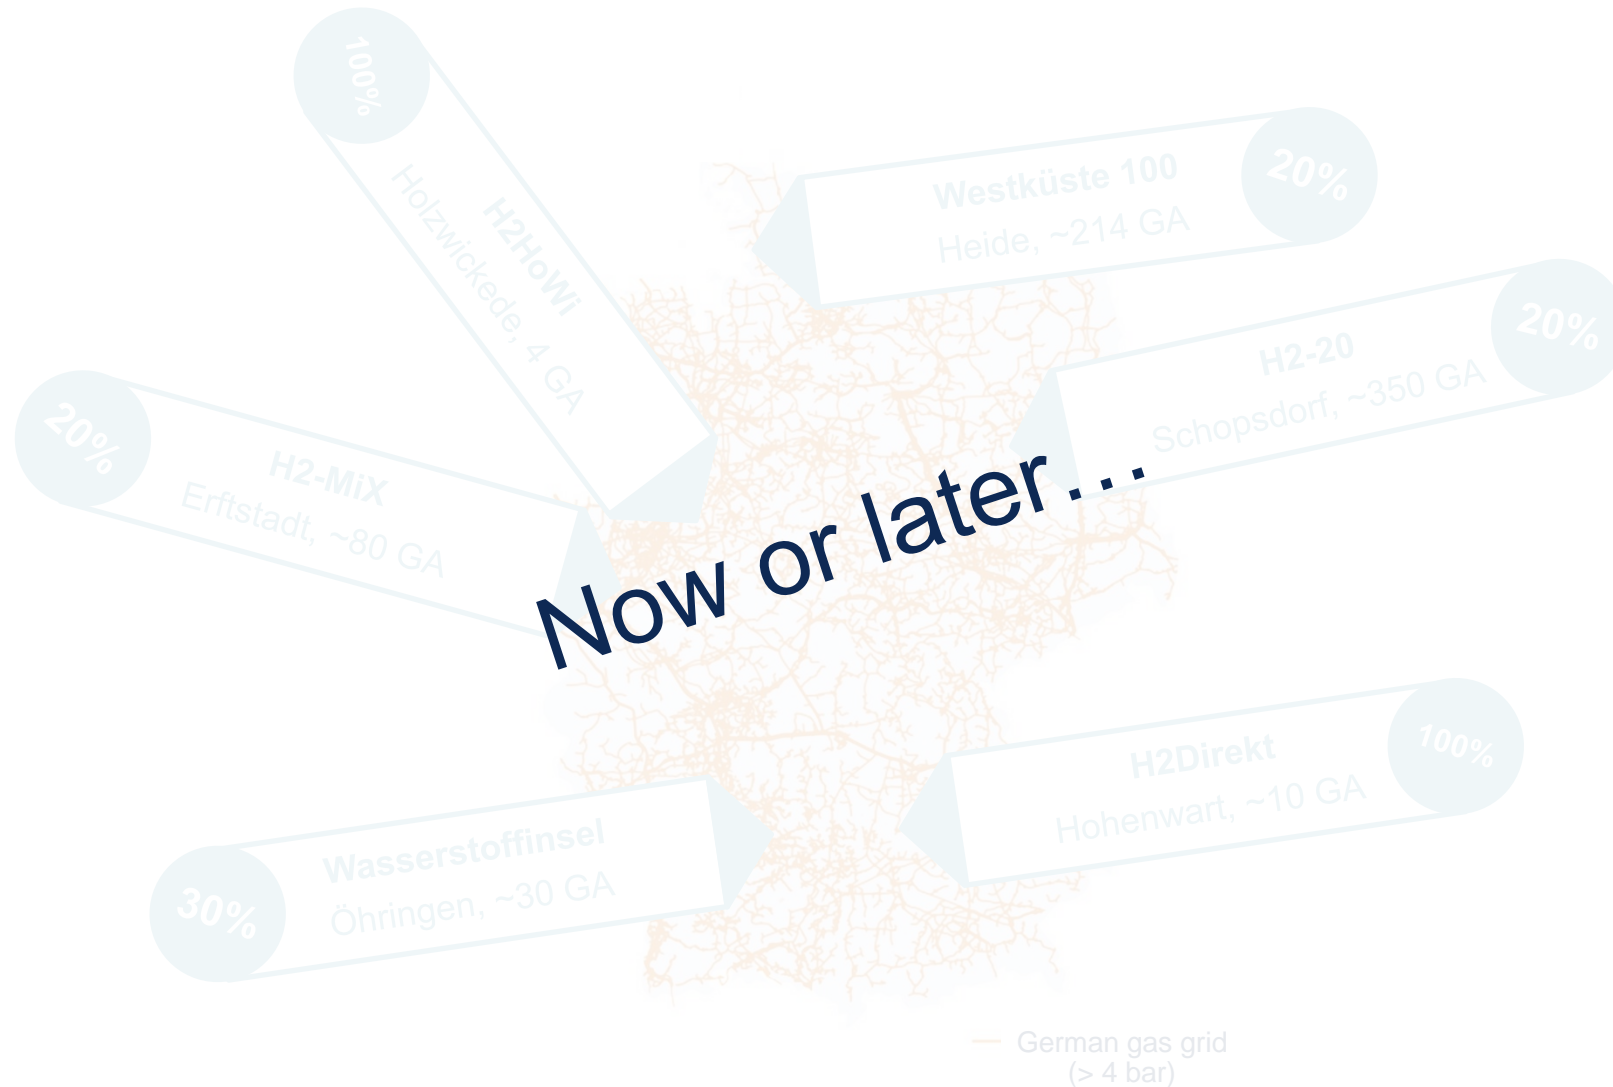 100%
H2HoWi
Holzwickede, 4 GA
Westküste 100
Heide, ~214 GA
20%
H2-20
Schopsdorf, ~350 GA
20%
20%
H2-MiX
Erftstadt, ~80 GA
Now or later…
H2Direkt
Hohenwart, ~10 GA
100%
Wasserstoffinsel
Öhringen, ~30 GA
30%
German gas grid
(> 4 bar)